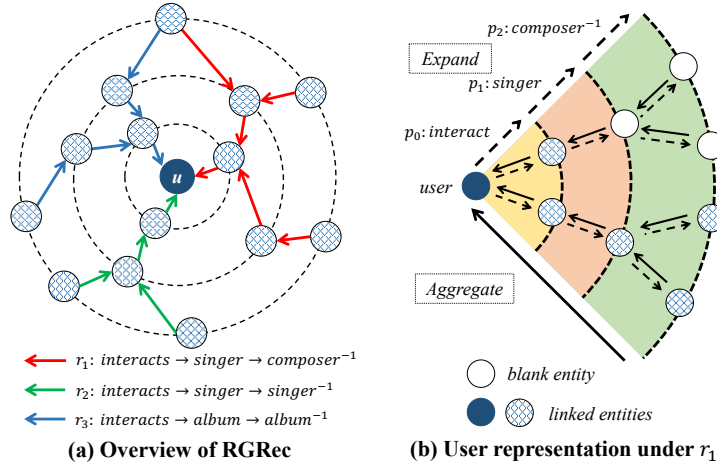 u
r₁: interacts → singer → composer⁻¹
r₂: interacts → singer → singer⁻¹
r₃: interacts → album → album⁻¹
(a) Overview of RGRec
p₂: composer⁻¹
Expand
p₁: singer
p₀: interact
user
Aggregate
blank entity
linked entities
(b) User representation under r₁